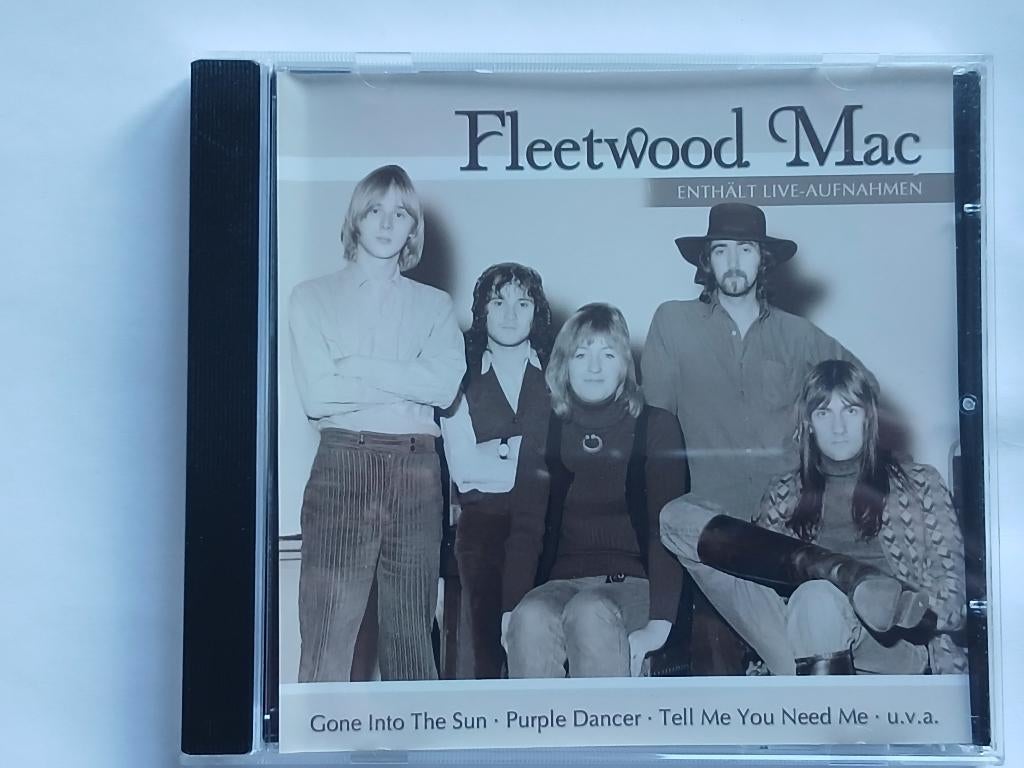 Fleetwood Mac
ENTHÄLT LIVE-AUFNAHMEN
Gone Into The Sun · Purple Dancer · Tell Me You Need Me · u.v.a.